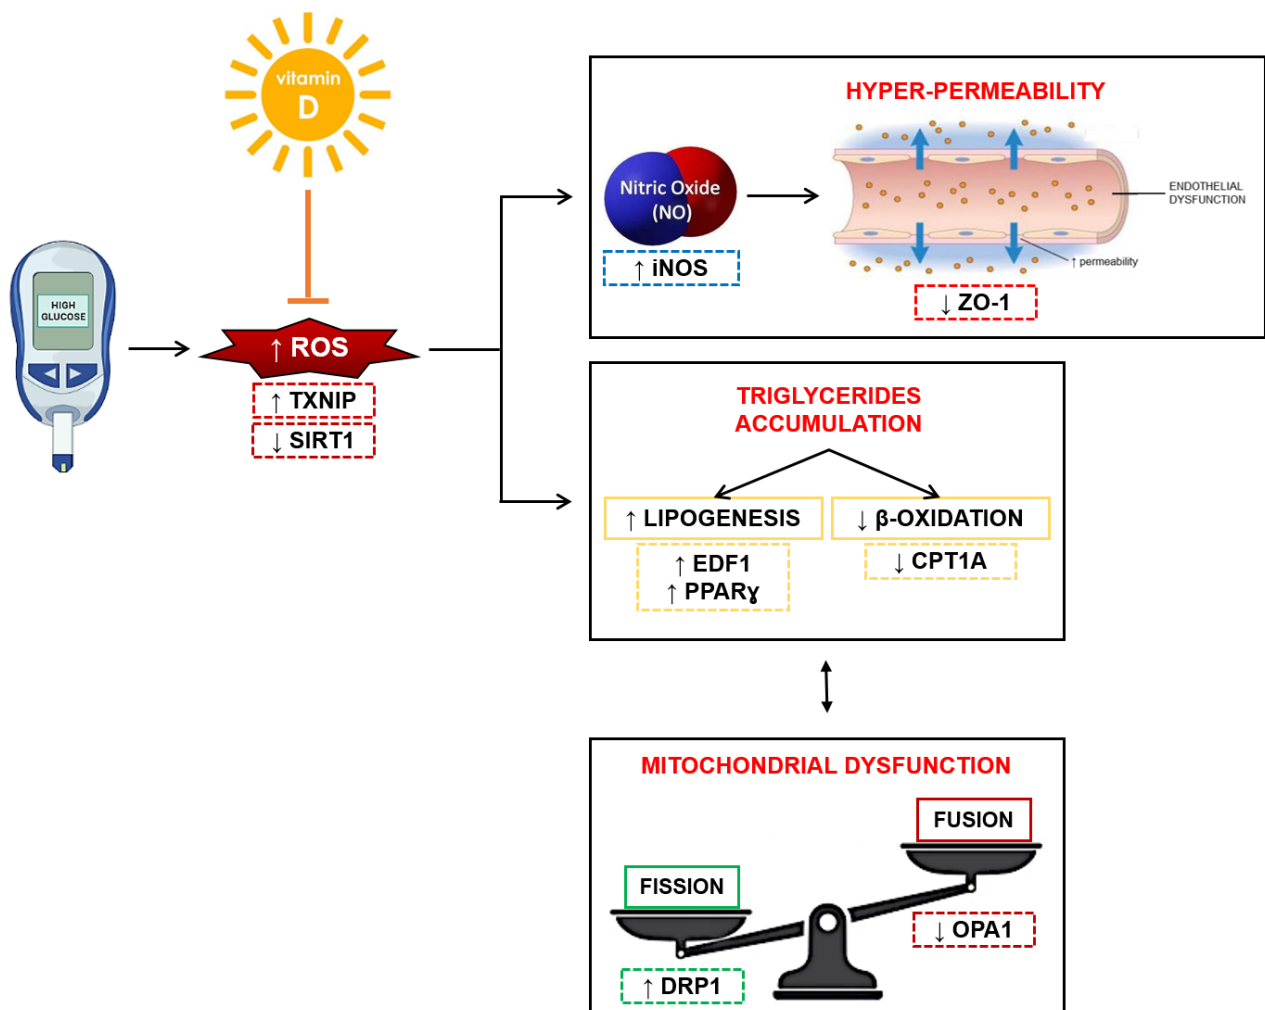 vitamin
D
HIGH
GLUCOSE
↑ ROS
↑ TXNIP
↓ SIRT1
HYPER-PERMEABILITY
Nitric Oxide
(NO)
↑ iNOS
ENDOTHELIAL
DYSFUNCTION
↑ permeability
↓ ZO-1
TRIGLYCERIDES
ACCUMULATION
↑ LIPOGENESIS
↓ β-OXIDATION
↑ EDF1
↑ PPARɣ
↓ CPT1A
MITOCHONDRIAL DYSFUNCTION
FUSION
FISSION
↓ OPA1
↑ DRP1